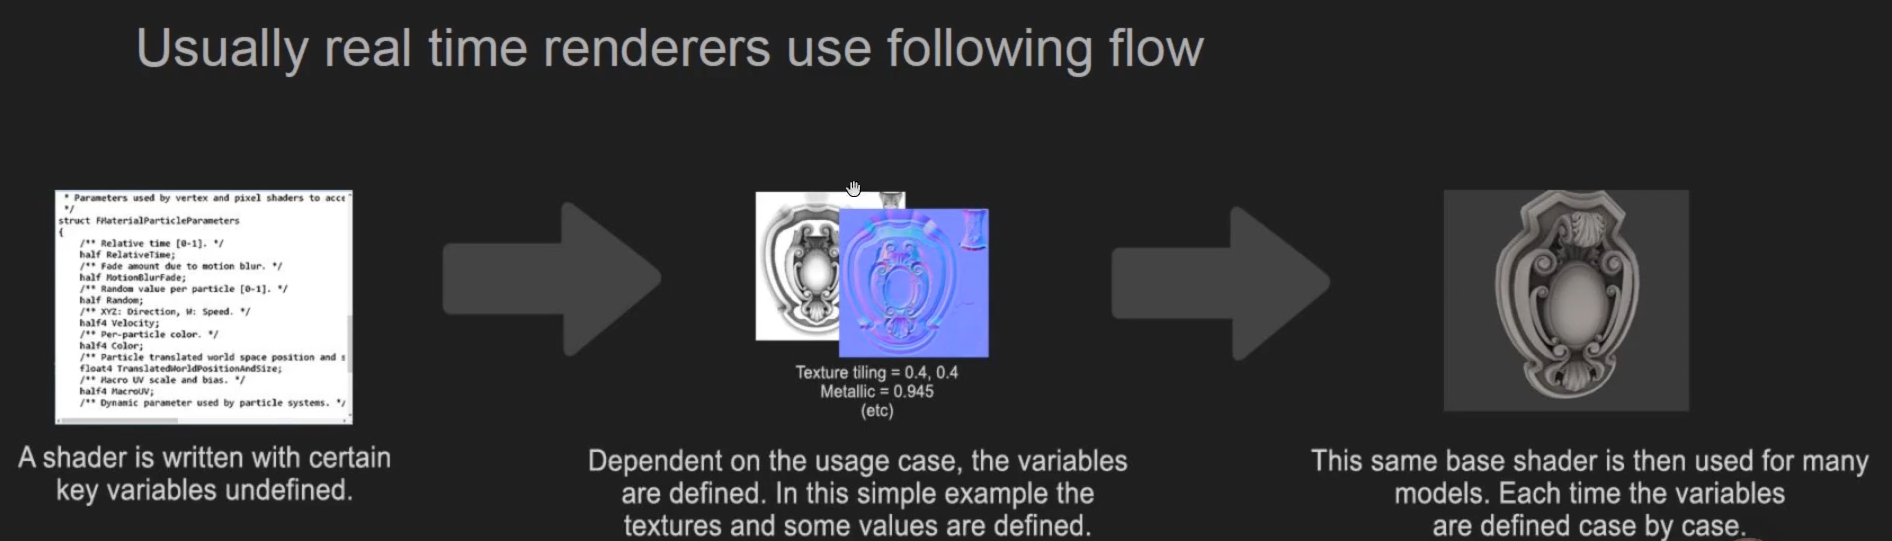 Usually real time renderers use following flow
* Parameters used by vertex and pixel shaders to acce
*/
struct FMaterialParticleParameters
{
/** Relative time [0-1]. */
half RelativeTime;
/** Fade amount due to motion blur. */
half MotionBlurFade;
/** Random value per particle [0-1]. */
half Random;
/** XYZ: Direction, W: Speed. */
half4 Velocity;
/** Per-particle color. */
half4 Color;
/** Particle translated world space position and s
float4 TranslatedWorldPositionAndSize;
/** Macro UV scale and bias. */
half4 MacroUV;
/** Dynamic parameter used by particle systems. */
A shader is written with certain
key variables undefined.
Texture tiling = 0.4, 0.4
Metallic = 0.945
(etc)
Dependent on the usage case, the variables
are defined. In this simple example the
textures and some values are defined.
This same base shader is then used for many
models. Each time the variables
are defined case by case.